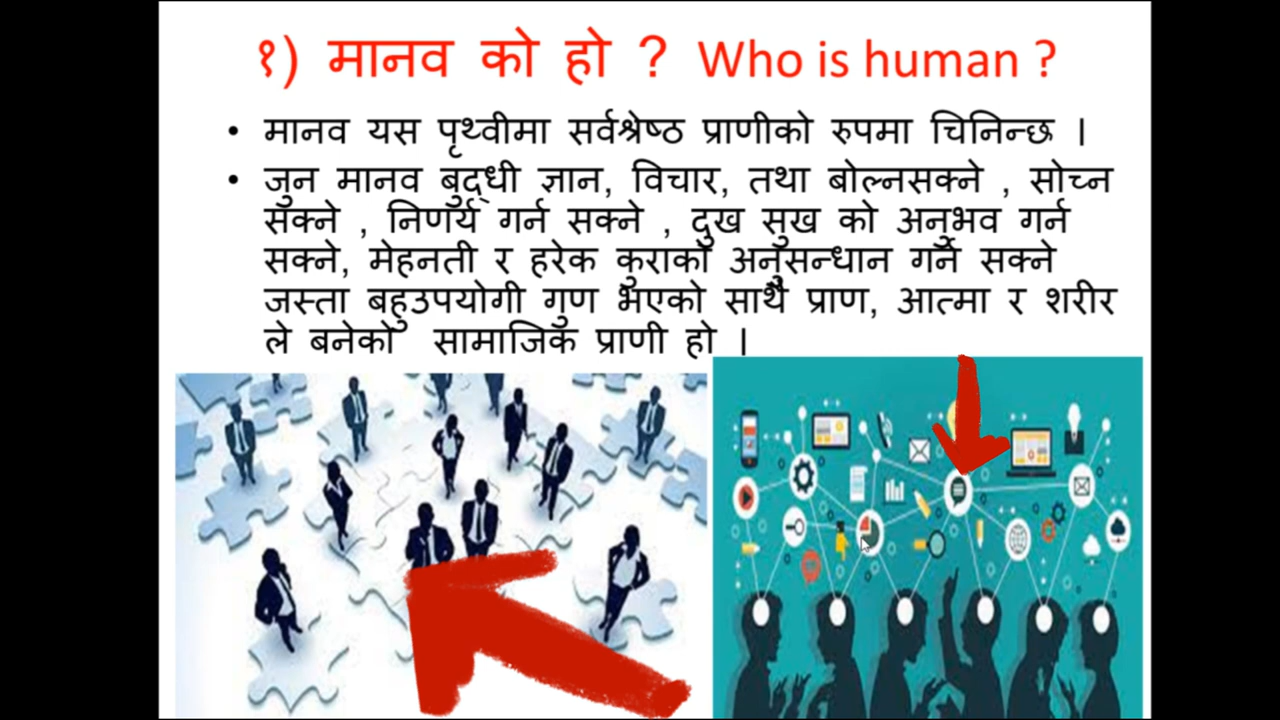 १) मानव को हो ? Who is human ?
• मानव यस पृथ्वीमा सर्वश्रेष्ठ प्राणीको रुपमा चिनिन्छ ।
• जुन मानव बुद्धी ज्ञान, विचार, तथा बोल्नसक्ने , सोच्न
सक्ने , निणर्य गर्न सक्ने , दुख सुख को अनुभव गर्न
सक्ने, मेहनती र हरेक कुराको अनुसन्धान गर्ने सक्ने
जस्ता बहुउपयोगी गुण भएको साथै प्राण, आत्मा र शरीर
ले बनेको सामाजिक प्राणी हो ।